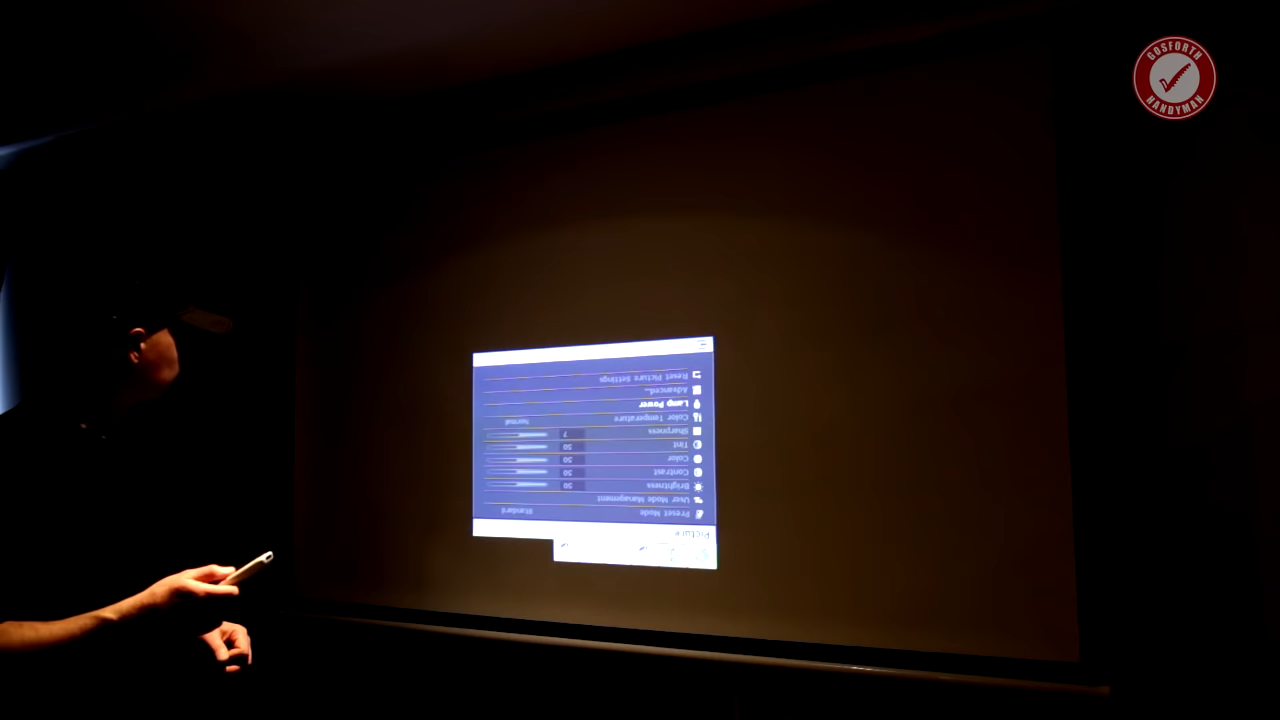 GOSFORTH
HANDYMAN
Picture
Preset Mode Standard
User Mode Management
Brightness 50
Contrast 50
Color 50
Tint 50
Sharpness 7
Color Temperature Normal
Lamp Power
Advanced...
Reset Picture Settings